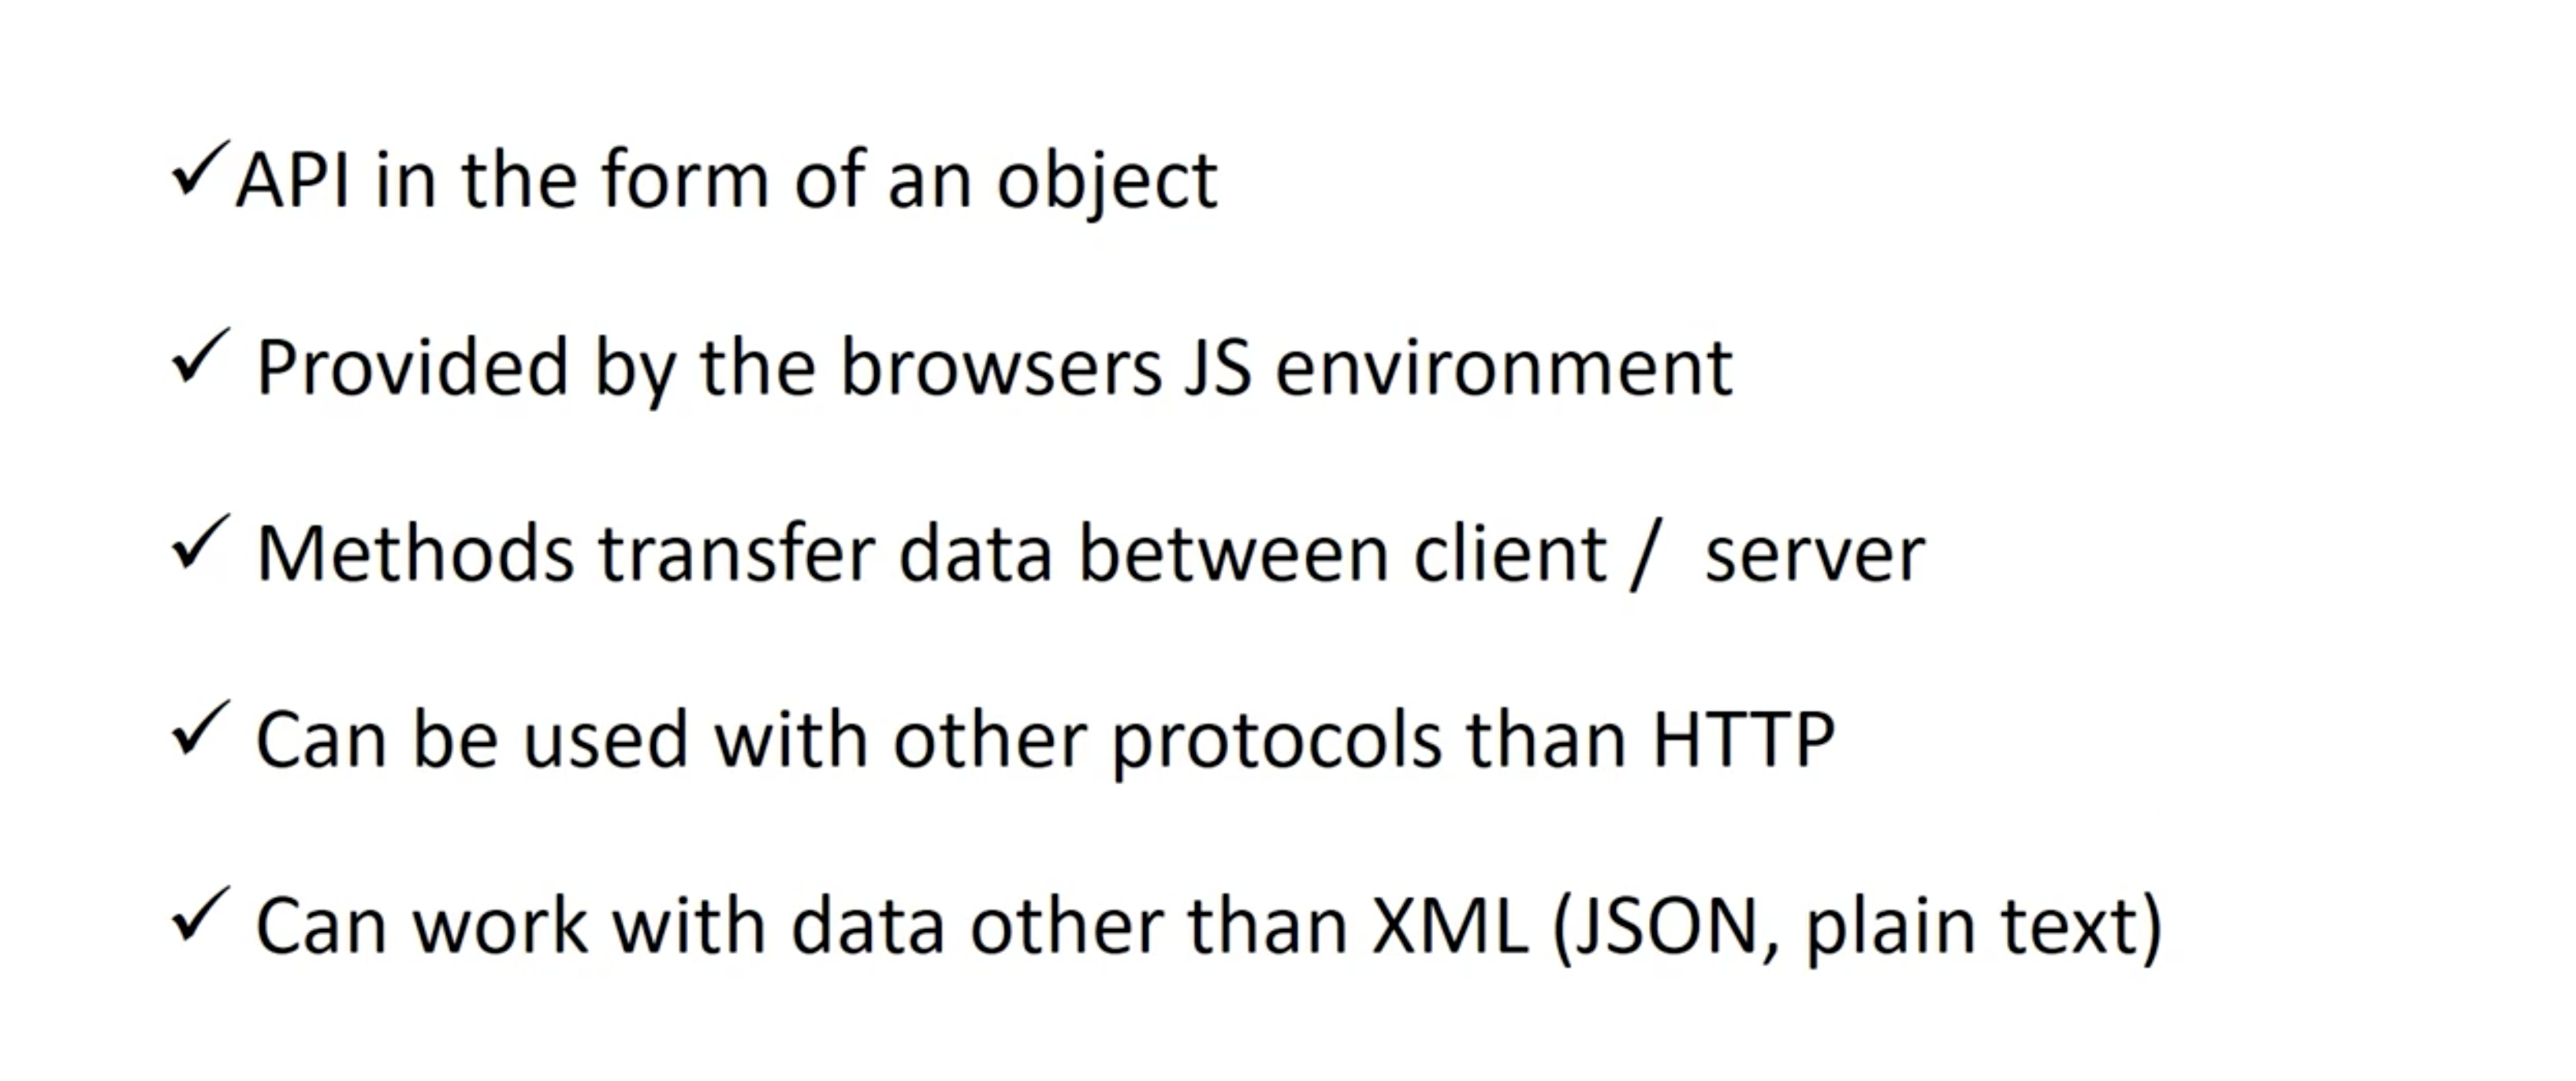 ✓API in the form of an object
✓ Provided by the browsers JS environment
✓ Methods transfer data between client /  server
✓ Can be used with other protocols than HTTP
✓ Can work with data other than XML (JSON, plain text)